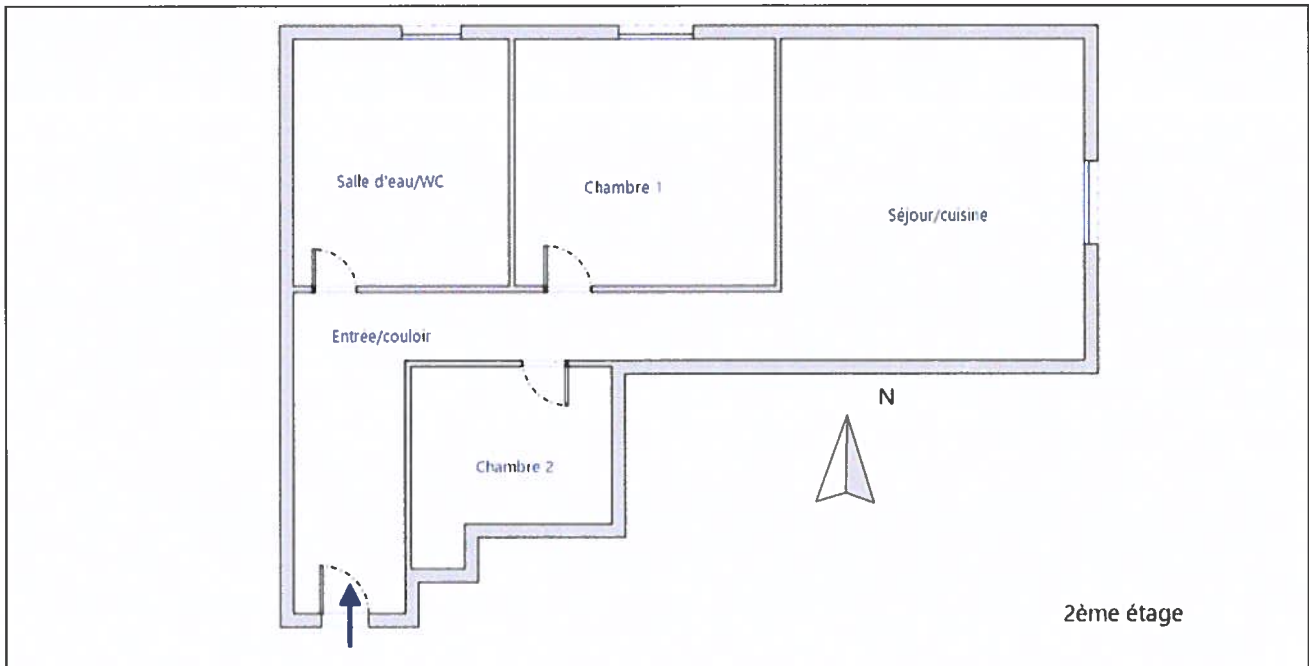 Salle d'eau/WC
Chambre 1
Séjour/cuisine
Entrée/couloir
N
Chambre 2
2ème étage